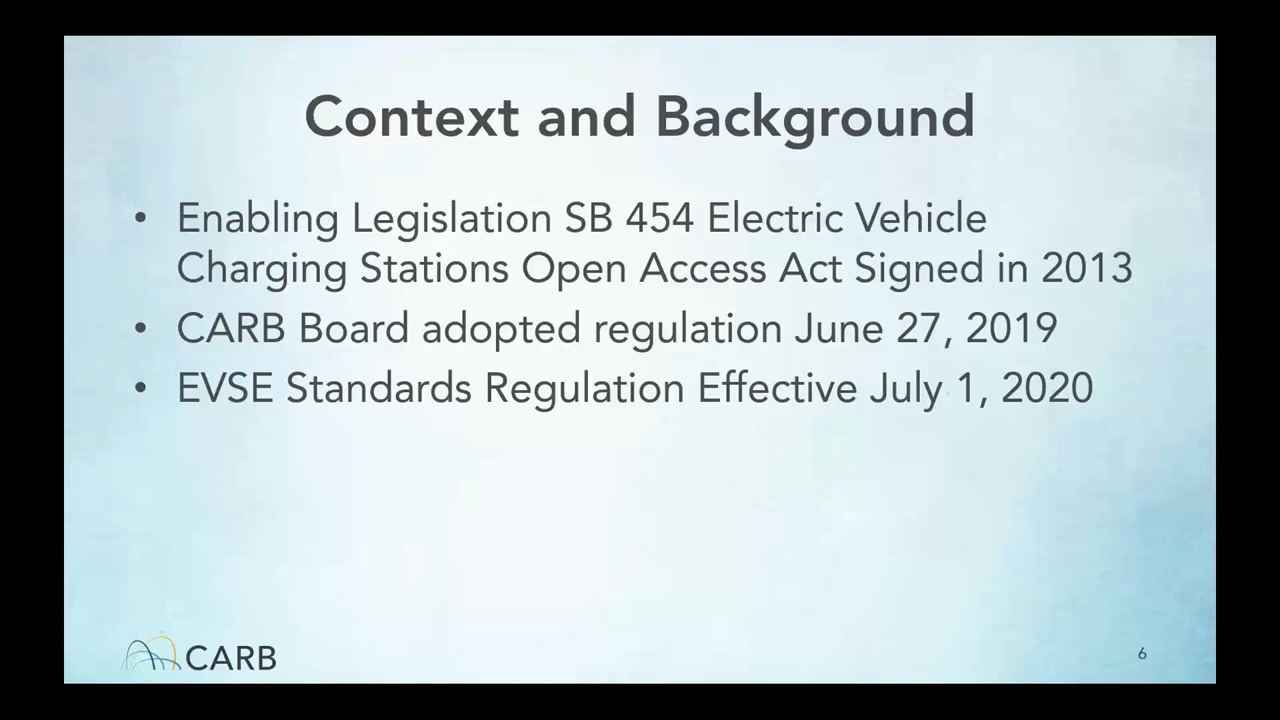 Context and Background
• Enabling Legislation SB 454 Electric Vehicle
Charging Stations Open Access Act Signed in 2013
• CARB Board adopted regulation June 27, 2019
• EVSE Standards Regulation Effective July 1, 2020
CARB
6